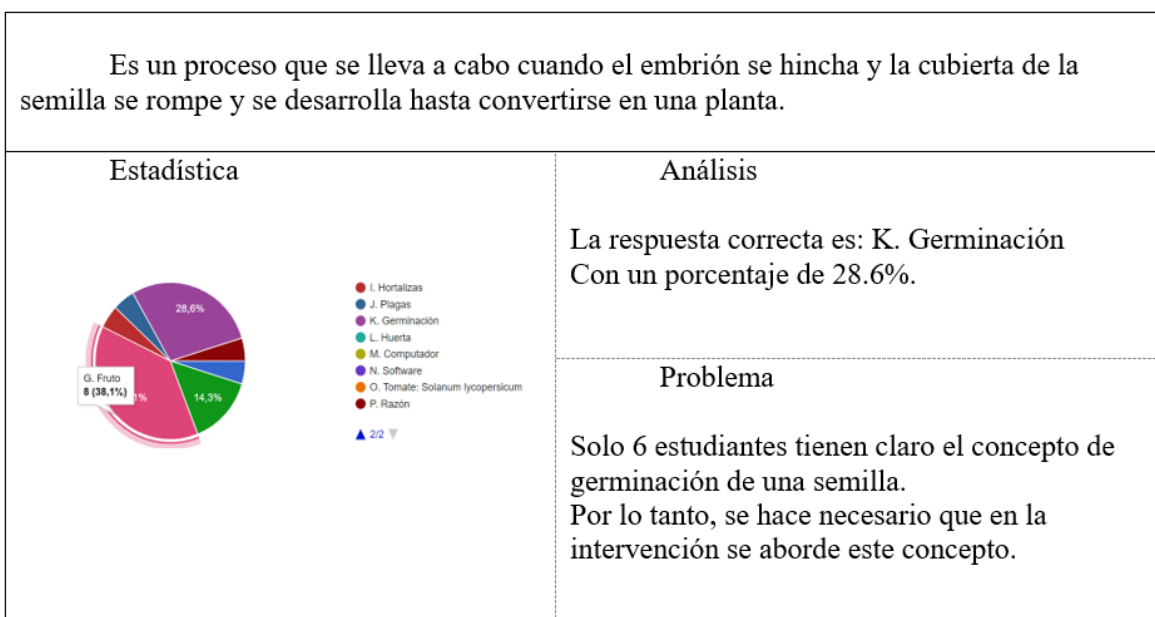 Es un proceso que se lleva a cabo cuando el embrión se hincha y la cubierta de la
semilla se rompe y se desarrolla hasta convertirse en una planta.
Estadística
28,6%
14,3%
1%
G. Fruto
8 (38,1%)
I. Hortalizas
J. Plagas
K. Germinación
L. Huerta
M. Computador
N. Software
O. Tomate: Solanum lycopersicum
P. Razón
2/2
Análisis
La respuesta correcta es: K. Germinación
Con un porcentaje de 28.6%.
Problema
Solo 6 estudiantes tienen claro el concepto de
germinación de una semilla.
Por lo tanto, se hace necesario que en la
intervención se aborde este concepto.